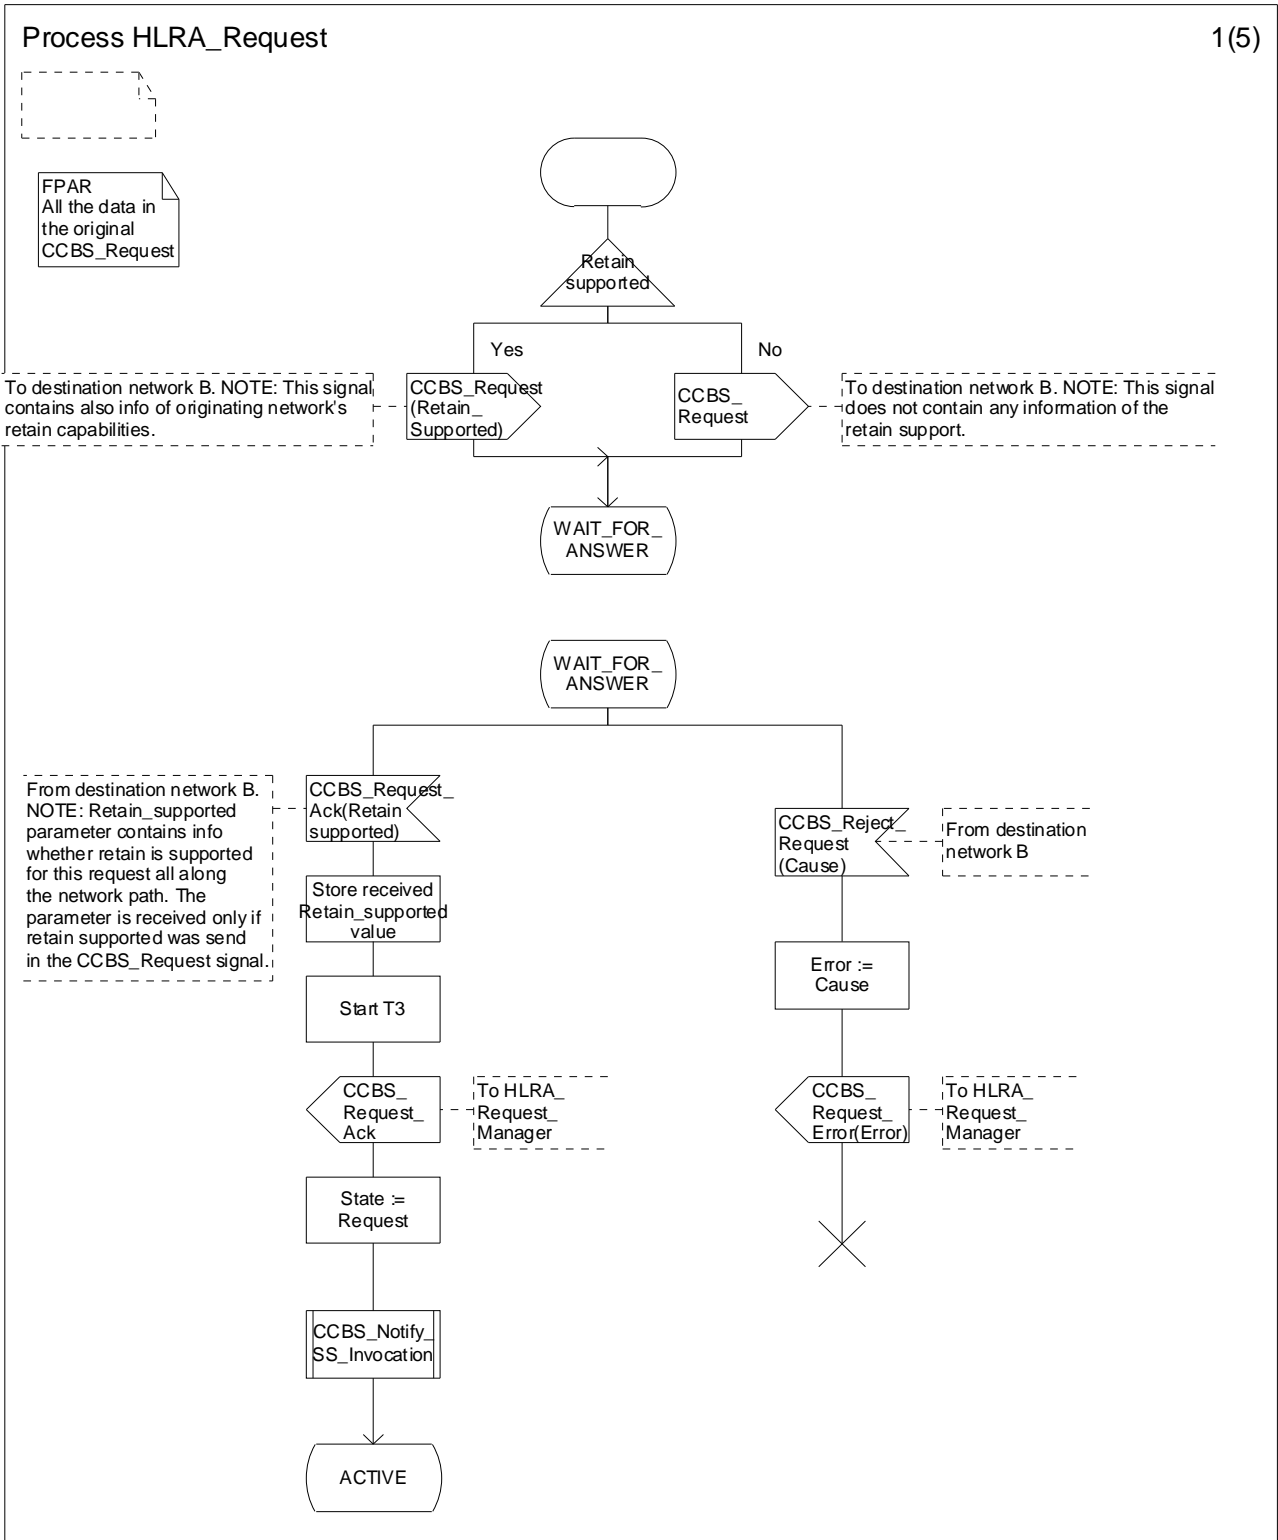 Process HLRA_Request
1(5)
FPAR
All the data in
the original
CCBS_Request
Retain
supported
Yes
No
To destination network B. NOTE: This signal
contains also info of originating network's
retain capabilities.
CCBS_Request
(Retain_
Supported)
CCBS_
Request
To destination network B. NOTE: This signal
does not contain any information of the
retain support.
WAIT_FOR_
ANSWER
WAIT_FOR_
ANSWER
From destination network B.
NOTE: Retain_supported
parameter contains info
whether retain is supported
for this request all along
the network path. The
parameter is received only if
retain supported was send
in the CCBS_Request signal.
CCBS_Request_
Ack(Retain
supported)
CCBS_Reject_
Request
(Cause)
From destination
network B
Store received
Retain_supported
value
Error :=
Cause
Start T3
CCBS_
Request_
Ack
To HLRA_
Request_
Manager
CCBS_
Request_
Error(Error)
To HLRA_
Request_
Manager
State :=
Request
CCBS_Notify_
SS_Invocation
ACTIVE